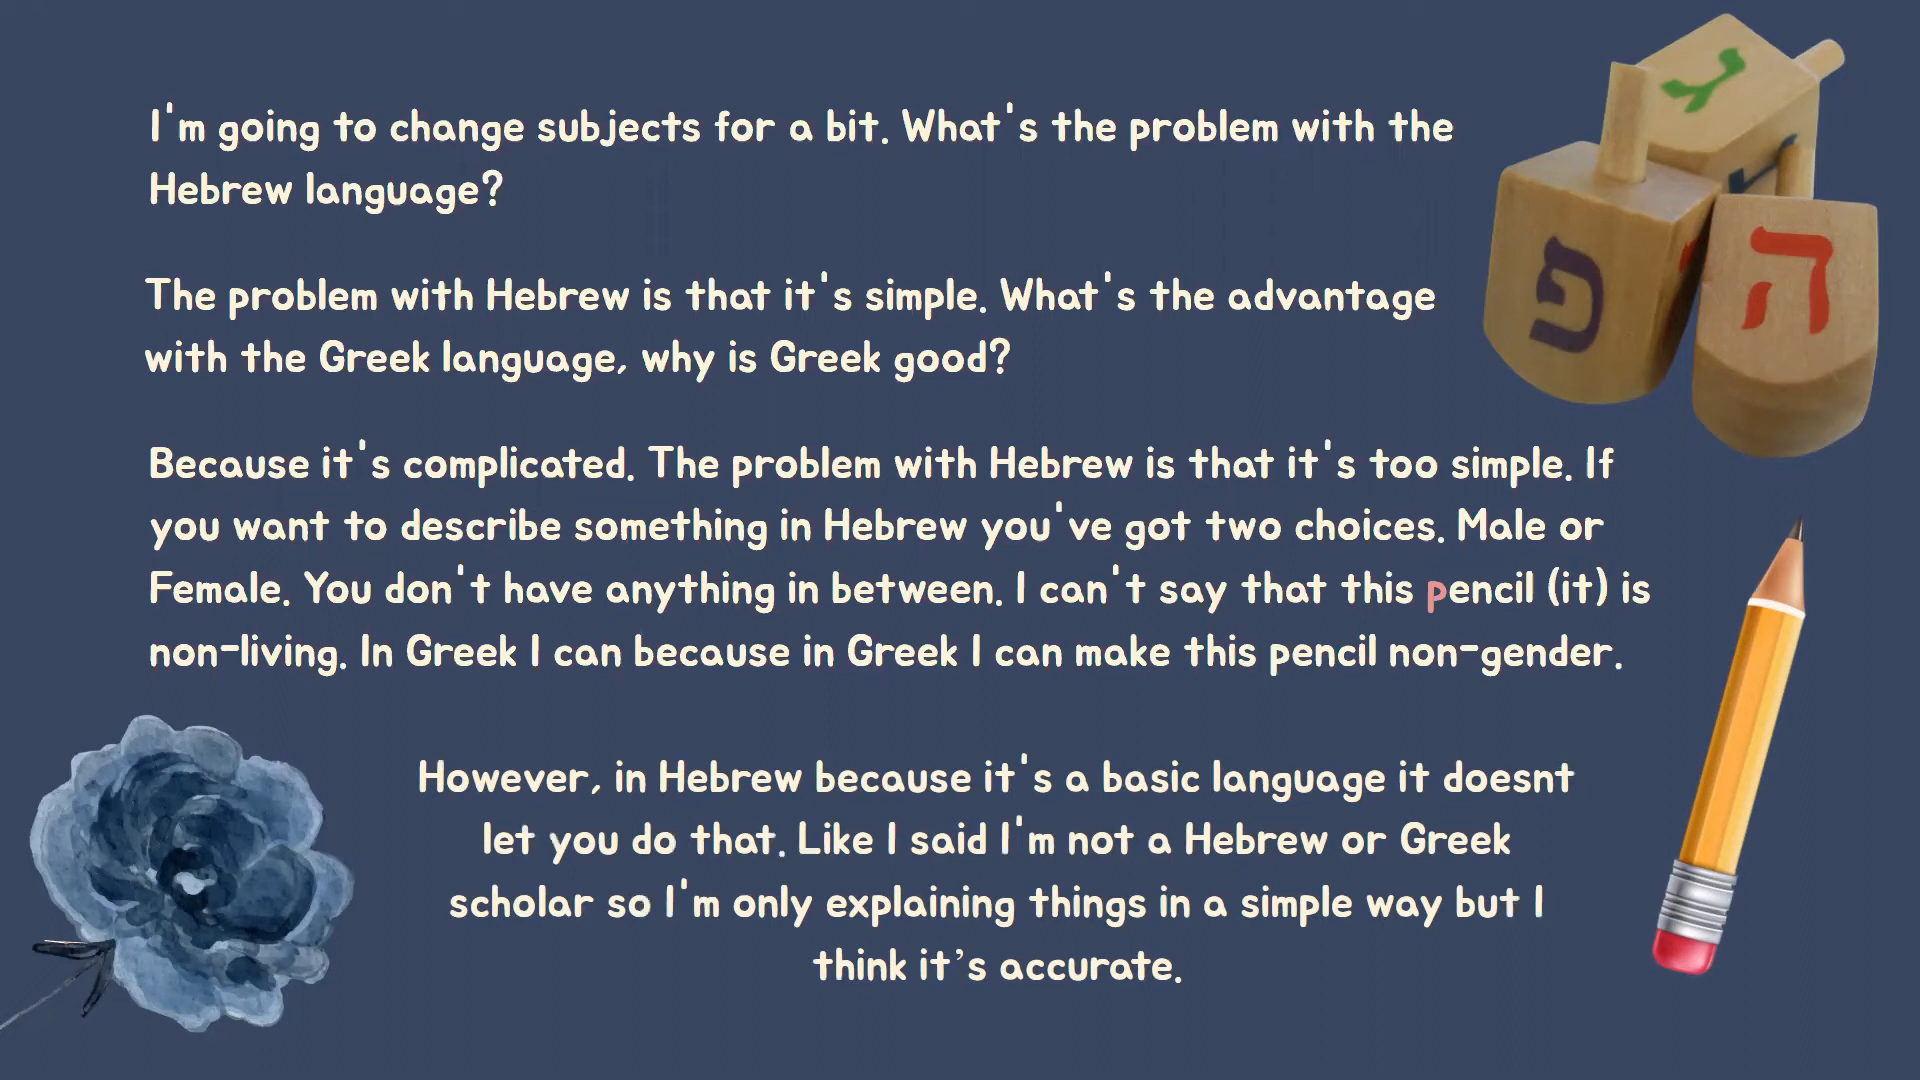 I'm going to change subjects for a bit. What's the problem with the
Hebrew language?
The problem with Hebrew is that it's simple. What's the advantage
with the Greek language, why is Greek good?
Because it's complicated. The problem with Hebrew is that it's too simple. If
you want to describe something in Hebrew you've got two choices. Male or
Female. You don't have anything in between. I can't say that this pencil (it) is
non-living. In Greek I can because in Greek I can make this pencil non-gender.
However, in Hebrew because it's a basic language it doesnt
let you do that. Like I said I'm not a Hebrew or Greek
scholar so I'm only explaining things in a simple way but I
think it’s accurate.
נ
פ
ה